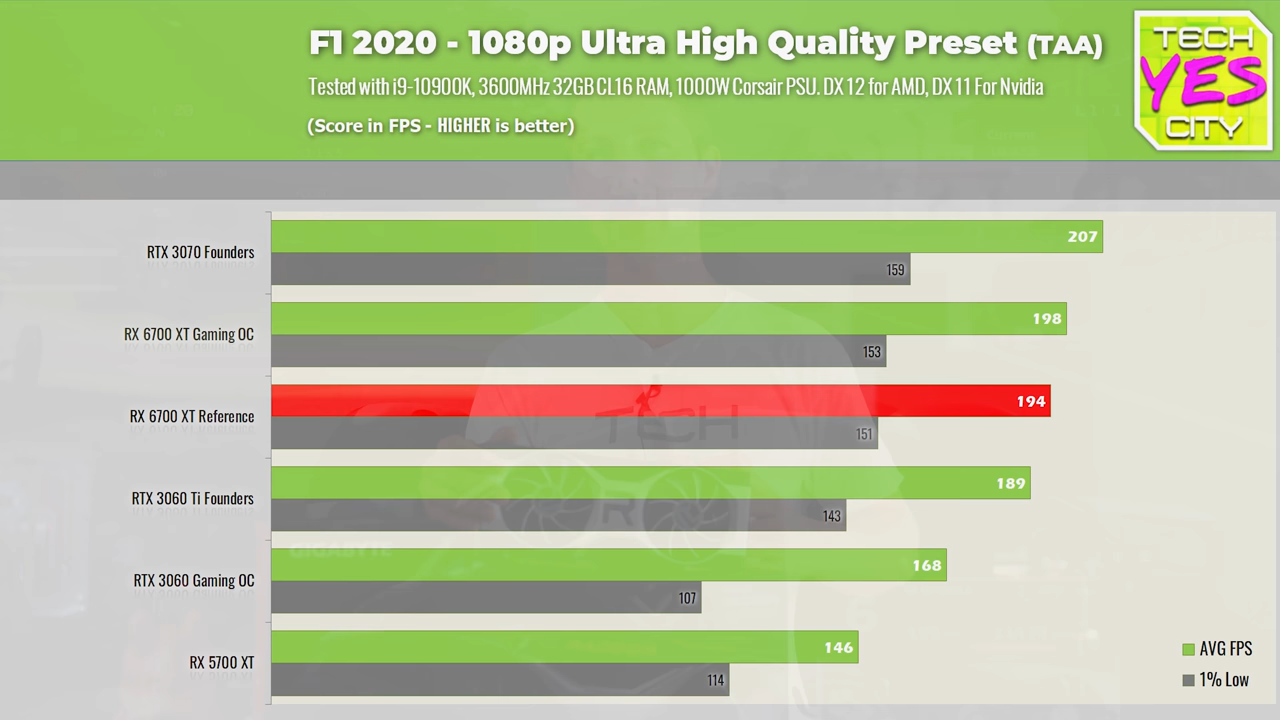 F1 2020 - 1080p Ultra High Quality Preset (TAA)
Tested with i9-10900K, 3600MHz 32GB CL16 RAM, 1000W Corsair PSU. DX 12 for AMD, DX 11 For Nvidia
(Score in FPS - HIGHER is better)
TECH
YES
CITY
RTX 3070 Founders
207
159
RX 6700 XT Gaming OC
198
153
RX 6700 XT Reference
194
151
TECH
RTX 3060 Ti Founders
189
143
R
GIGABYTE
RTX 3060 Gaming OC
168
107
RX 5700 XT
146
114
AVG FPS
1% Low